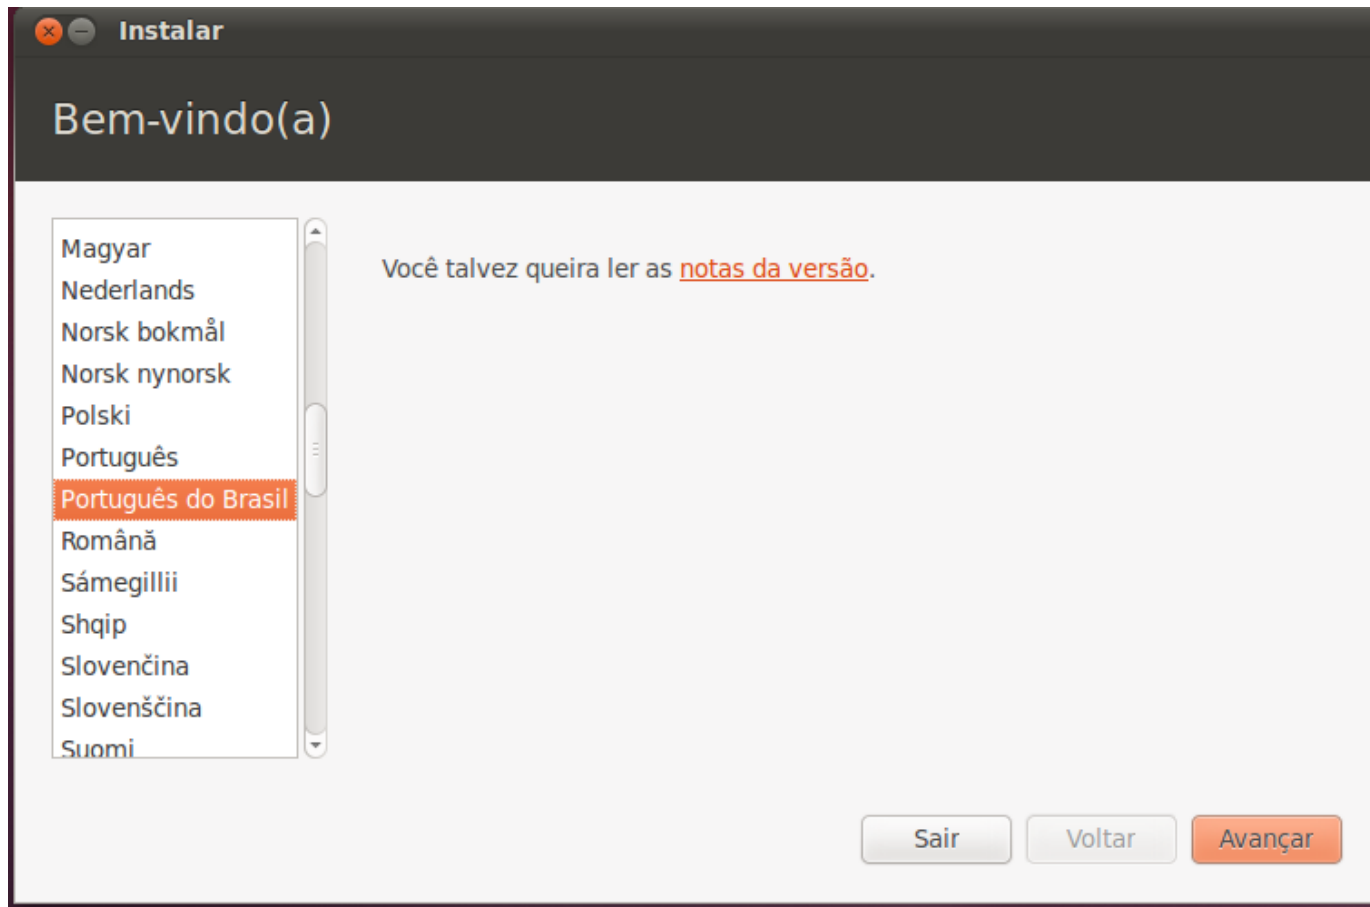 Instalar
Bem-vindo(a)
Magyar
Nederlands
Norsk bokmål
Norsk nynorsk
Polski
Português
Português do Brasil
Română
Sámegillii
Shqip
Slovenčina
Slovenščina
Suomi
Você talvez queira ler as notas da versão.
Sair
Voltar
Avançar